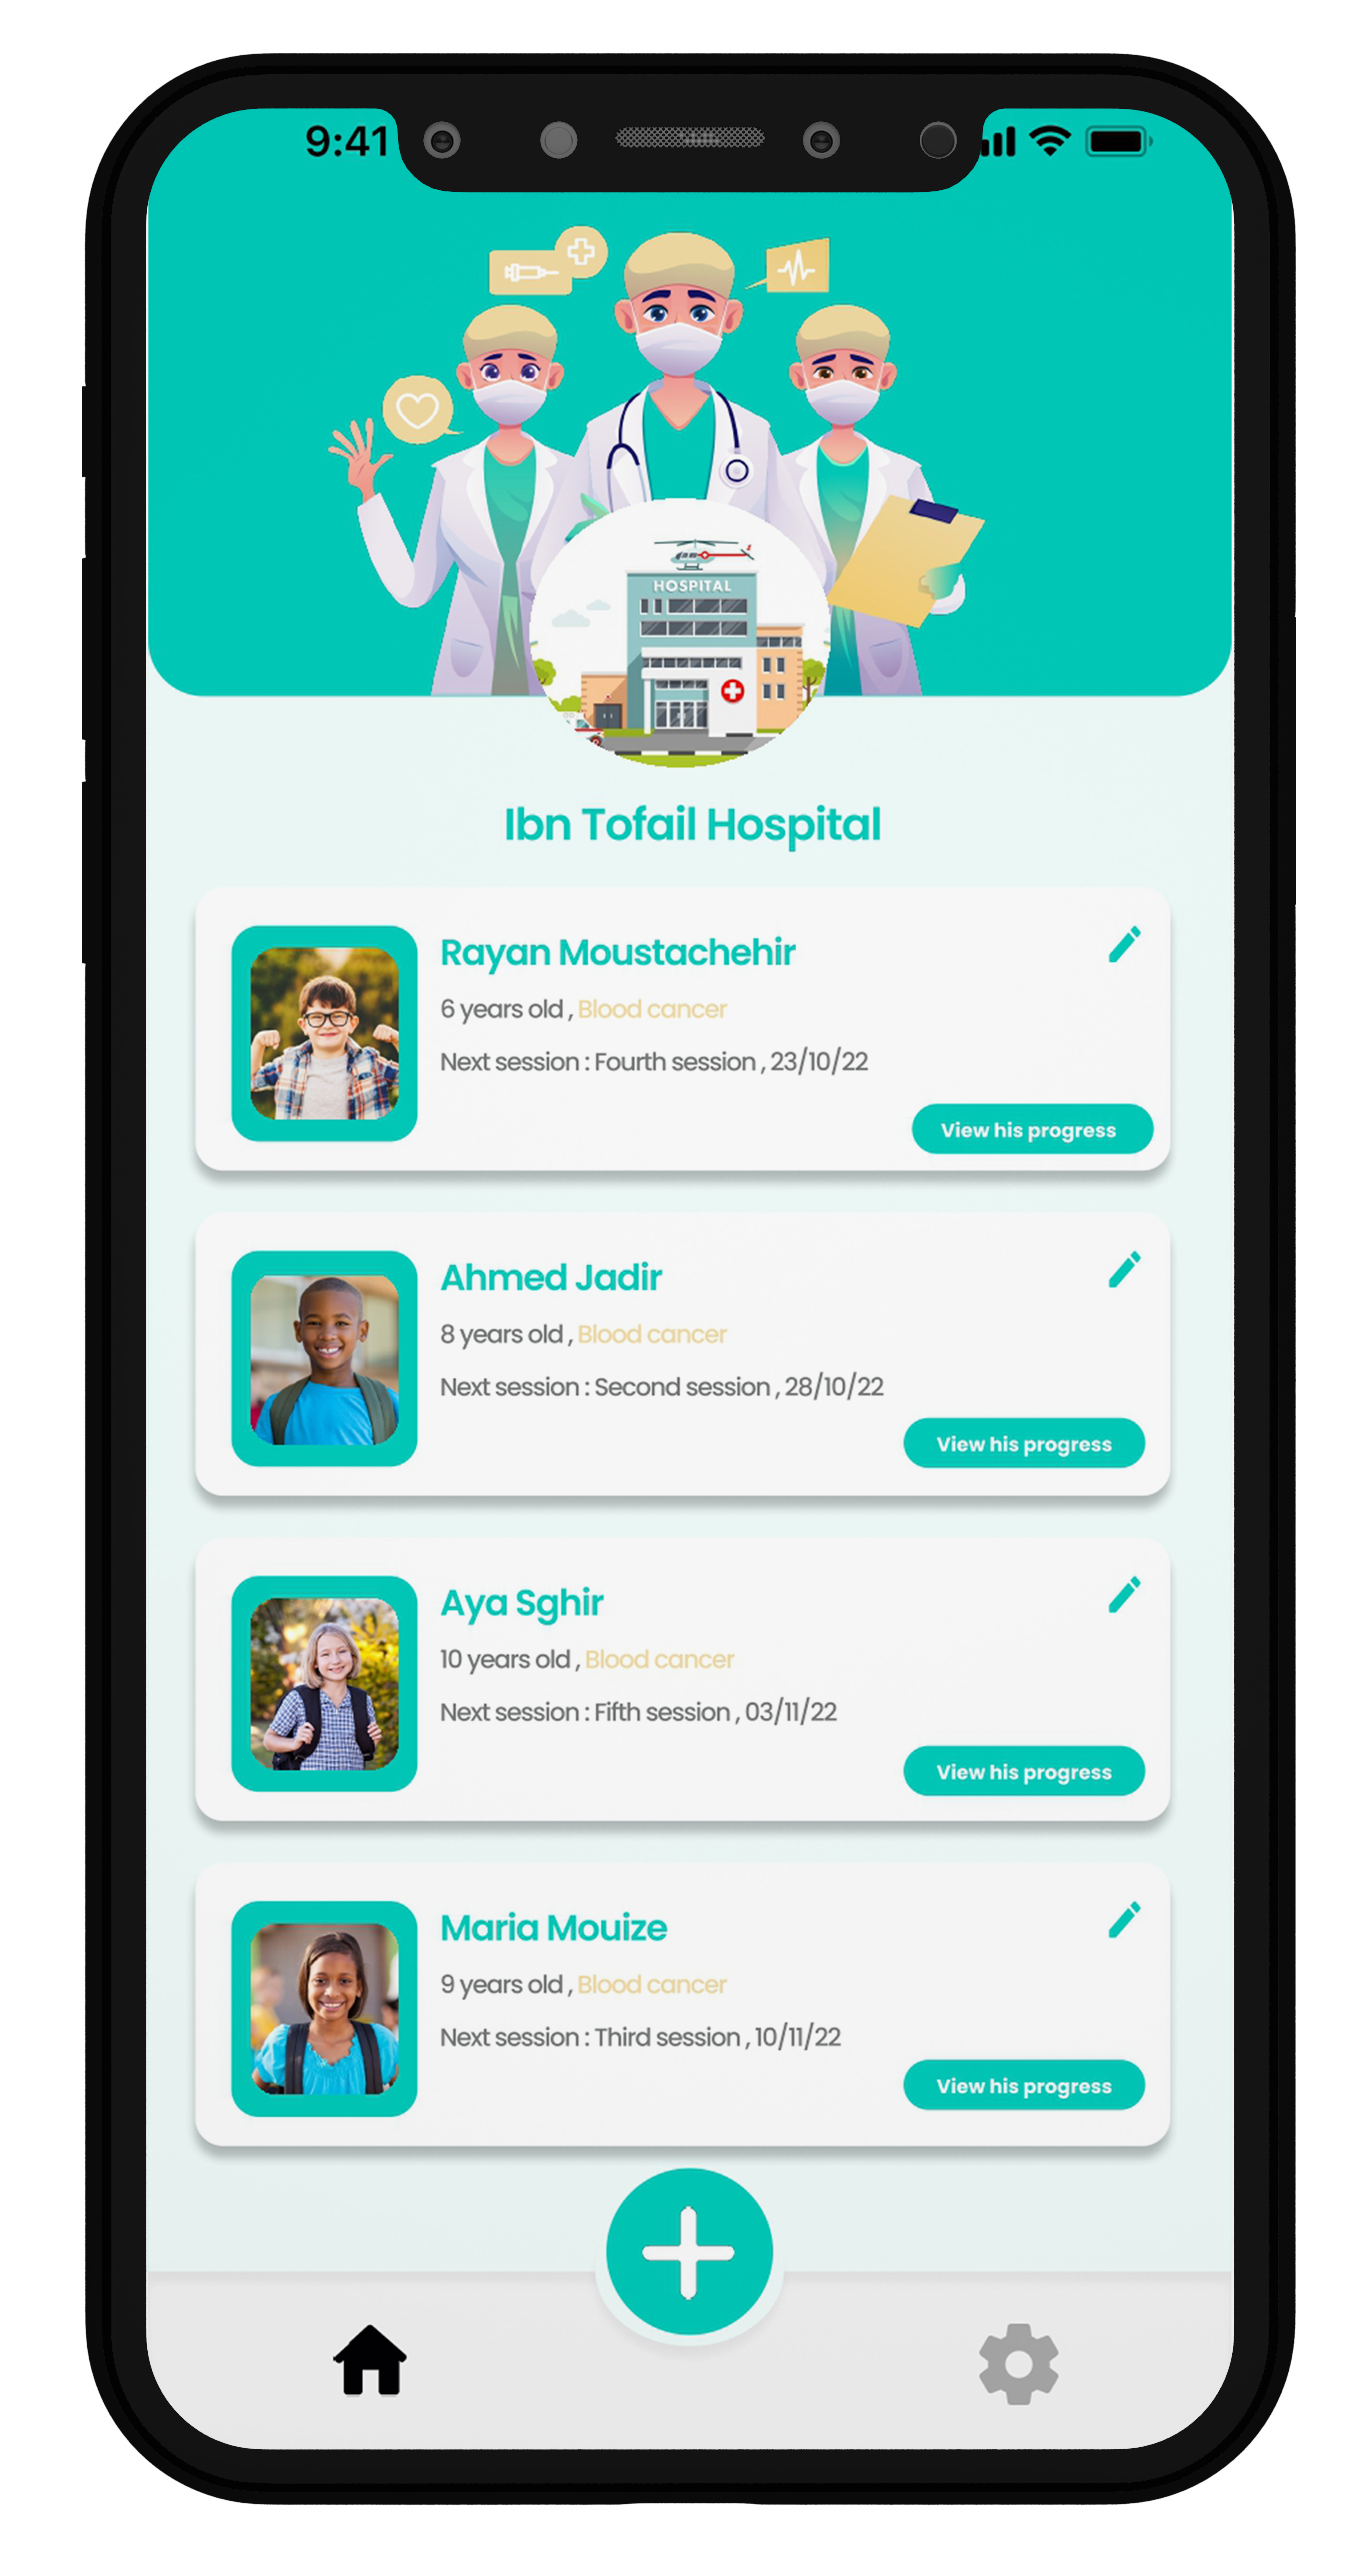 9:41
HOSPITAL
Ibn Tofail Hospital
Rayan Moustachehir
6 years old , Blood cancer
Next session : Fourth session , 23/10/22
View his progress
Ahmed Jadir
8 years old , Blood cancer
Next session : Second session , 28/10/22
View his progress
Aya Sghir
10 years old , Blood cancer
Next session : Fifth session , 03/11/22
View his progress
Maria Mouize
9 years old , Blood cancer
Next session : Third session , 10/11/22
View his progress